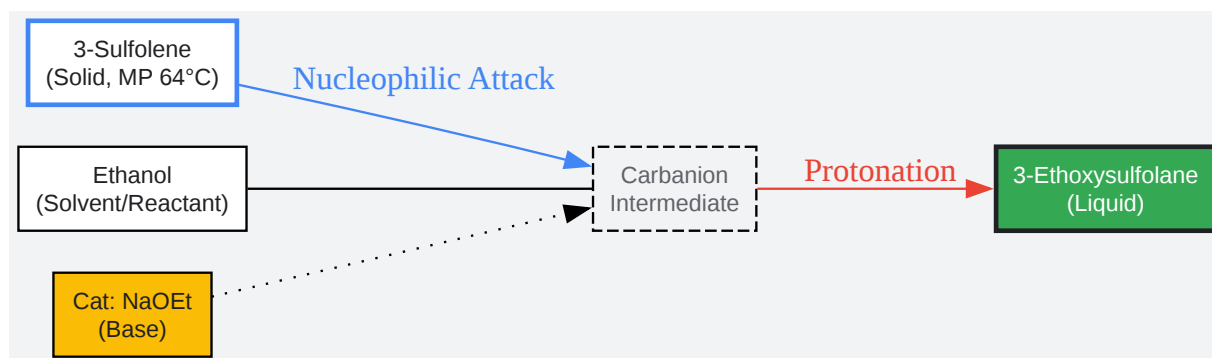 3-Sulfolene
(Solid, MP 64°C)
Nucleophilic Attack
Ethanol
(Solvent/Reactant)
Carbanion
Intermediate
Protonation
3-Ethoxysulfolane
(Liquid)
Cat: NaOEt
(Base)